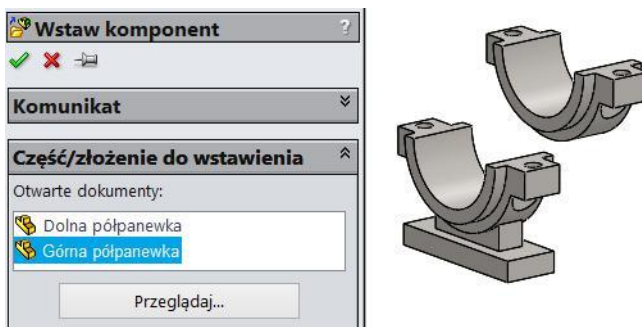 Wstaw komponent ?
Komunikat
Część/złożenie do wstawienia
Otwarte dokumenty:
Dolna półpanewka
Górna półpanewka
Przeglądaj...